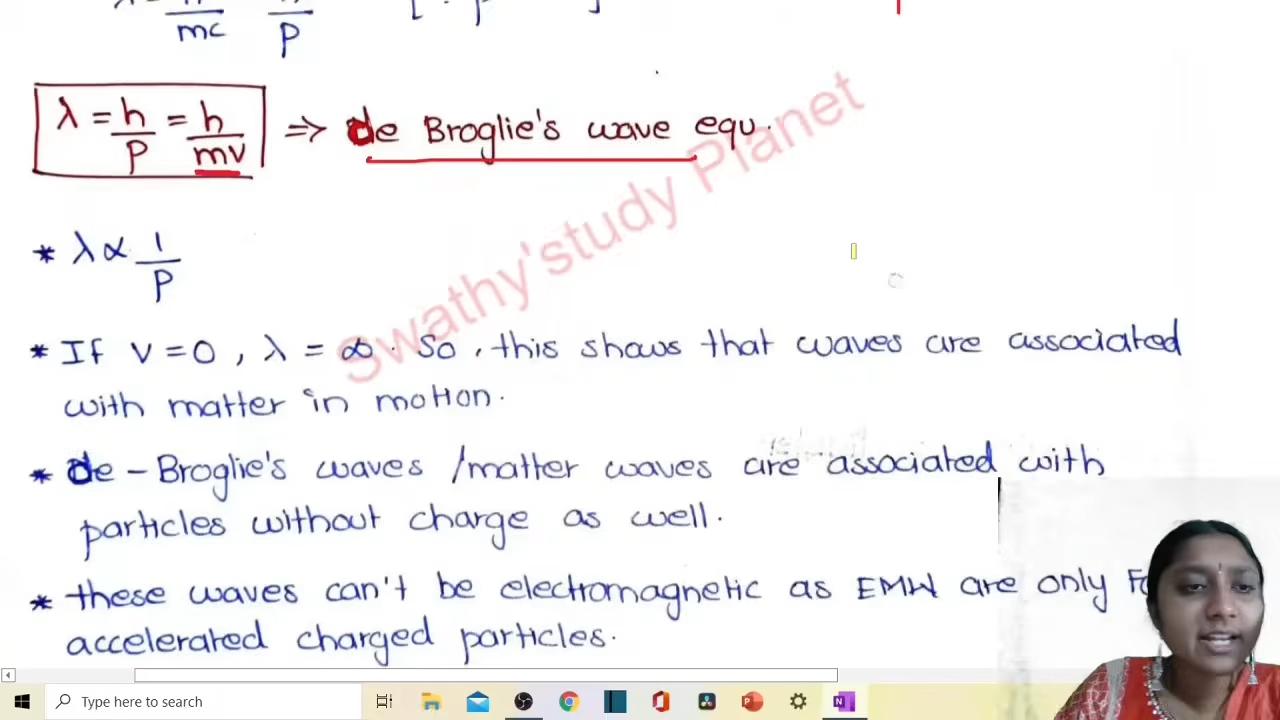 mc P
λ = h/P = h/mv ⇒ de Broglie's wave equ.
* λ ∝ 1/P
Swathy'study Planet
* If v = 0, λ = ∞. So, this shows that waves are associated
with matter in motion.
* de - Broglie's waves /matter waves are associated with
particles without charge as well.
* these waves can't be electromagnetic as EMW are only
accelerated charged particles.
Type here to search